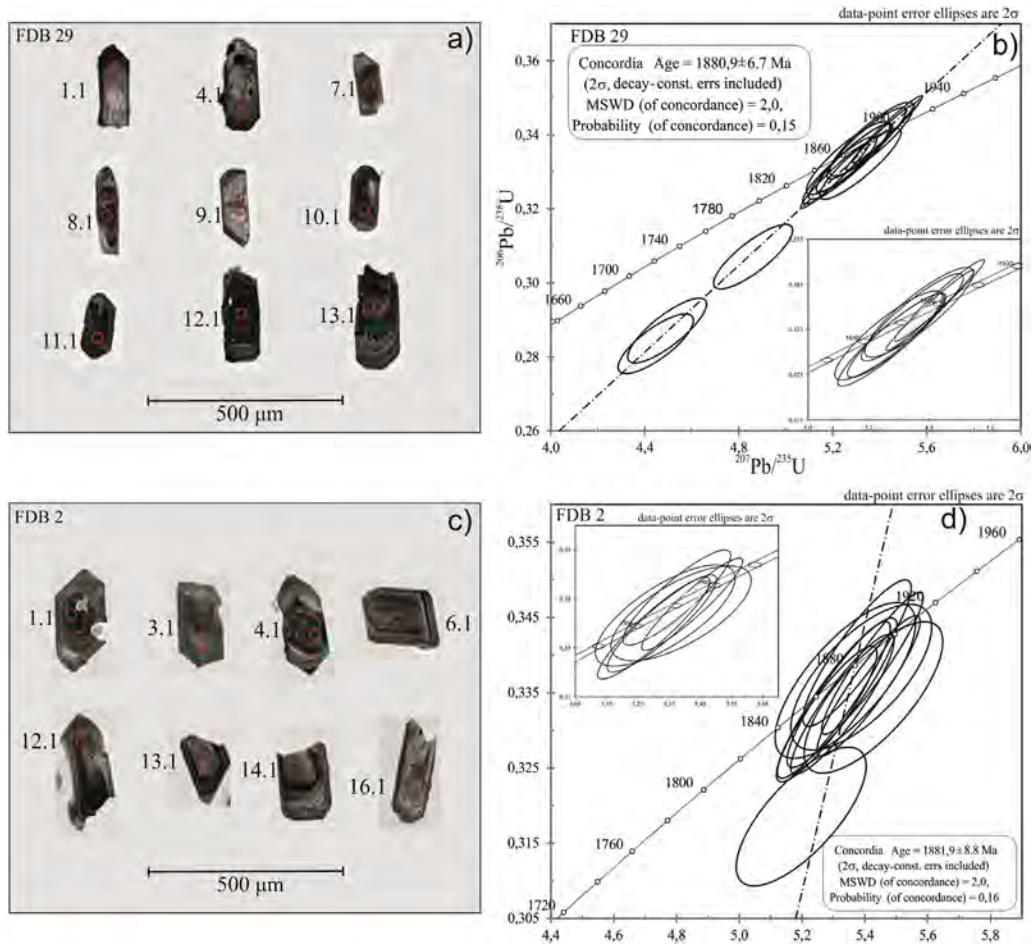 FDB 29
a)
1.1
4.1
7.1
8.1
9.1
10.1
11.1
12.1
13.1
500 µm
data-point error ellipses are 2σ
FDB 29
b)
Concordia Age = 1880,9±6.7 Ma
(2σ, decay-const. errs included)
MSWD (of concordance) = 2,0,
Probability (of concordance) = 0,15
0,36
0,34
0,32
0,30
0,28
0,26
²⁰⁶Pb/²³⁸U
1940
1900
1860
1820
1780
1740
1700
1660
data-point error ellipses are 2σ
4,0
4,4
4,8
5,2
5,6
6,0
²⁰⁷Pb/²³⁵U
FDB 2
c)
1.1
3.1
4.1
6.1
12.1
13.1
14.1
16.1
500 µm
data-point error ellipses are 2σ
FDB 2
d)
data-point error ellipses are 2σ
0,355
0,345
0,335
0,325
0,315
0,305
1960
1920
1880
1840
1800
1760
1720
Concordia Age = 1881,9±8.8 Ma
(2σ, decay-const. errs included)
MSWD (of concordance) = 2,0,
Probability (of concordance) = 0,16
4,4
4,6
4,8
5,0
5,2
5,4
5,6
5,8